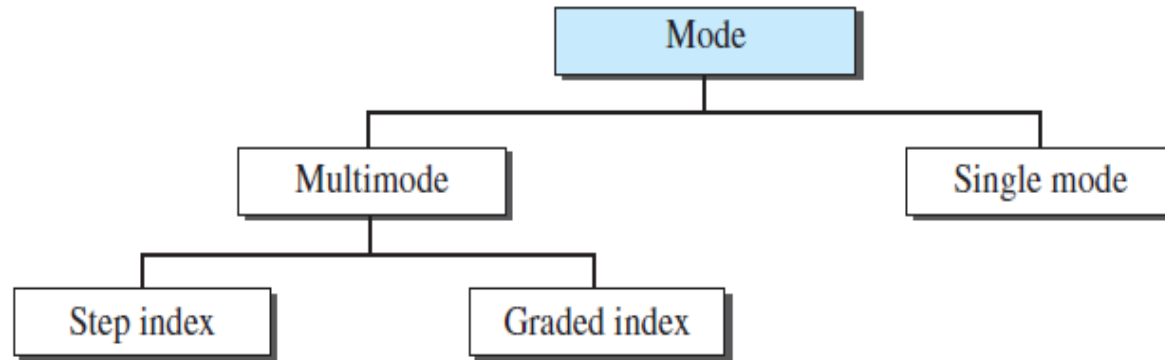 Mode
Multimode
Single mode
Step index
Graded index